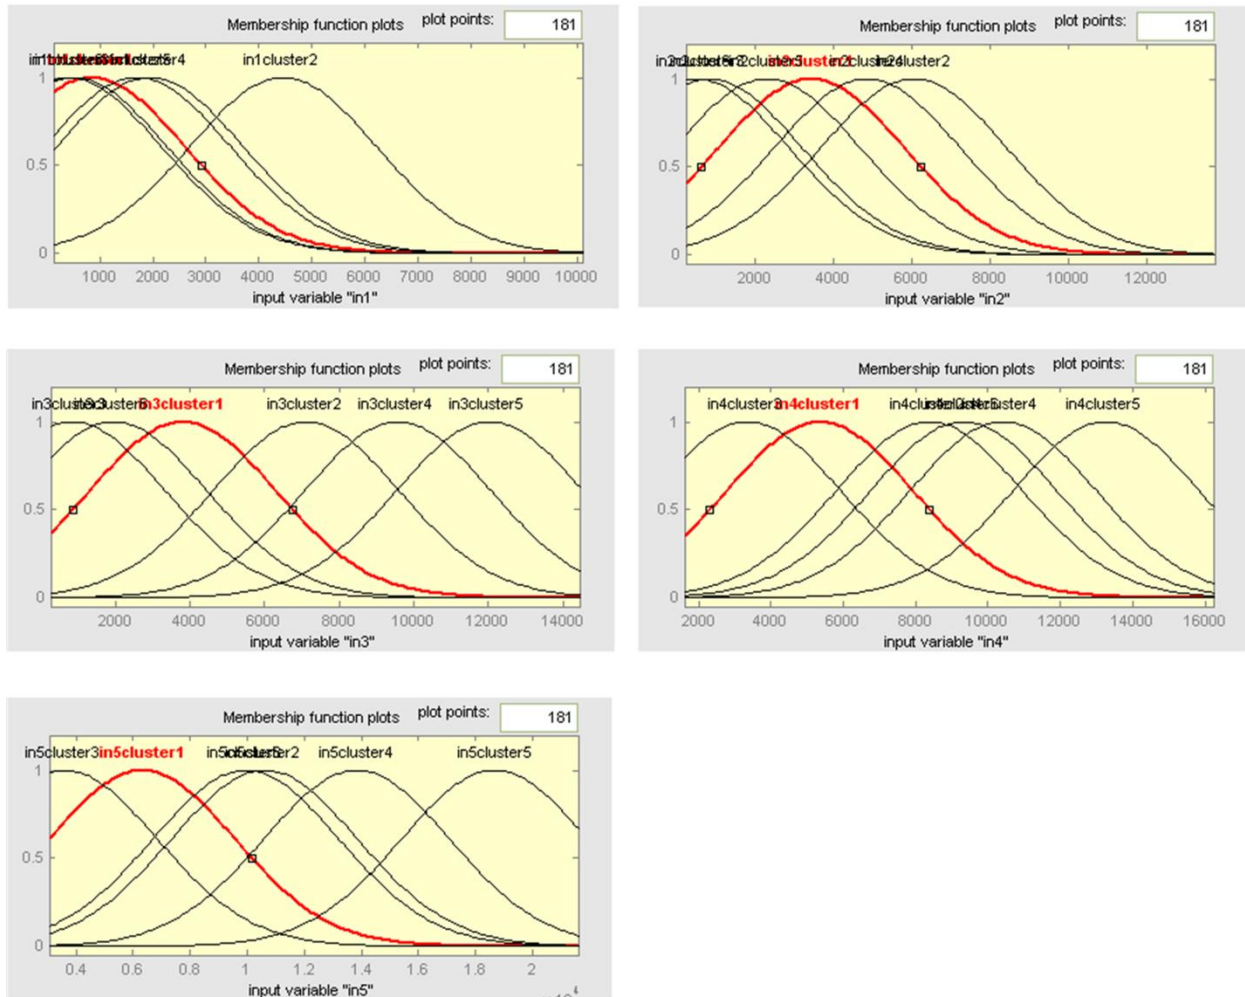 Membership function plots plot points: 181
in1cluster2
1
0.5
0
1000 2000 3000 4000 5000 6000 7000 8000 9000 10000
input variable "in1"
Membership function plots plot points: 181
1
0.5
0
2000 4000 6000 8000 10000 12000
input variable "in2"
Membership function plots plot points: 181
in3cluster1 in3cluster2 in3cluster4 in3cluster5
1
0.5
0
2000 4000 6000 8000 10000 12000 14000
input variable "in3"
Membership function plots plot points: 181
in4cluster3 in4cluster1 in4cluster4 in4cluster5
1
0.5
0
2000 4000 6000 8000 10000 12000 14000 16000
input variable "in4"
Membership function plots plot points: 181
in5cluster3 in5cluster1 in5cluster2 in5cluster4 in5cluster5
1
0.5
0
0.4 0.6 0.8 1 1.2 1.4 1.6 1.8 2
input variable "in5"